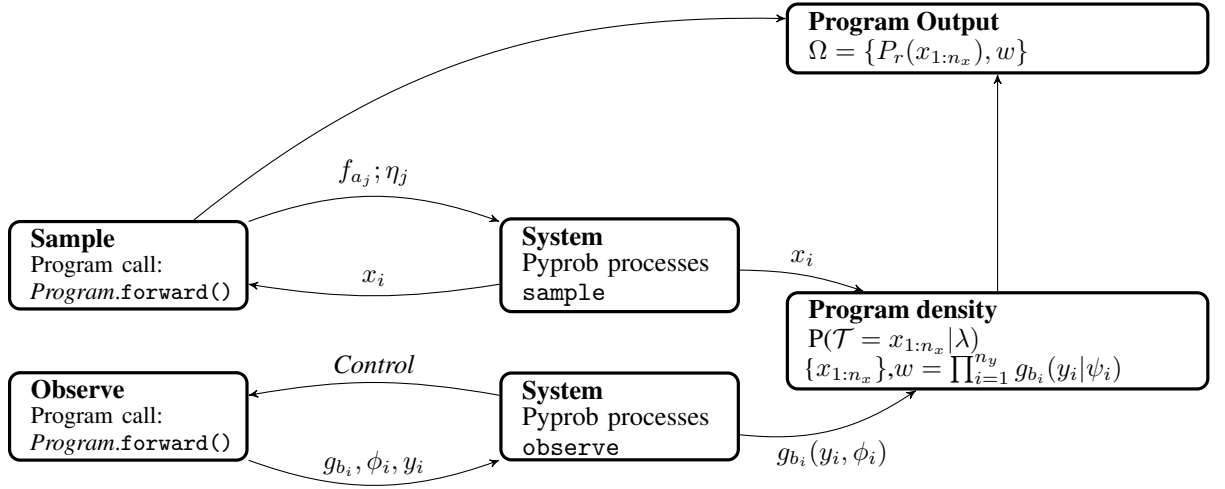 Program Output
Ω = {P_r(x_{1:n_x}), w}
f_{a_j}; η_j
Sample
Program call:
Program.forward()
x_i
System
Pyprob processes
sample
x_i
Program density
P(𝒯 = x_{1:n_x}|λ)
{x_{1:n_x}},w = ∏_{i=1}^{n_y} g_{b_i}(y_i|ψ_i)
Control
Observe
Program call:
Program.forward()
g_{b_i}, ϕ_i, y_i
System
Pyprob processes
observe
g_{b_i}(y_i, ϕ_i)